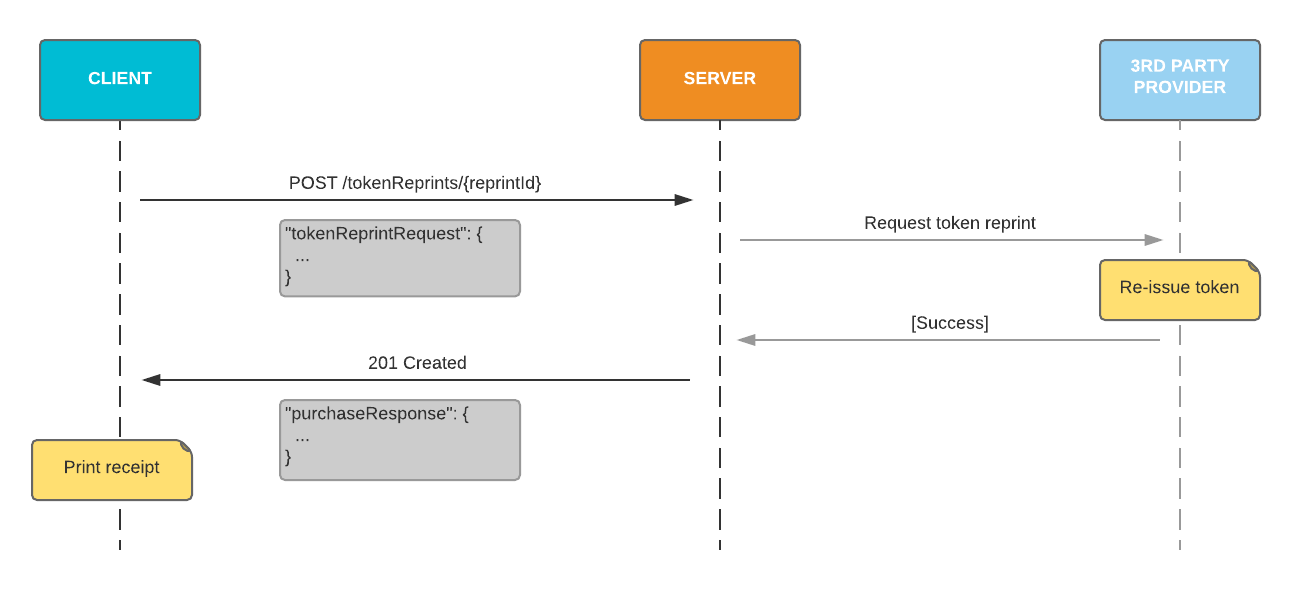 CLIENT
SERVER
3RD PARTY
PROVIDER
POST /tokenReprints/{reprintId}
"tokenReprintRequest": {
...
}
Request token reprint
Re-issue token
[Success]
201 Created
"purchaseResponse": {
...
}
Print receipt